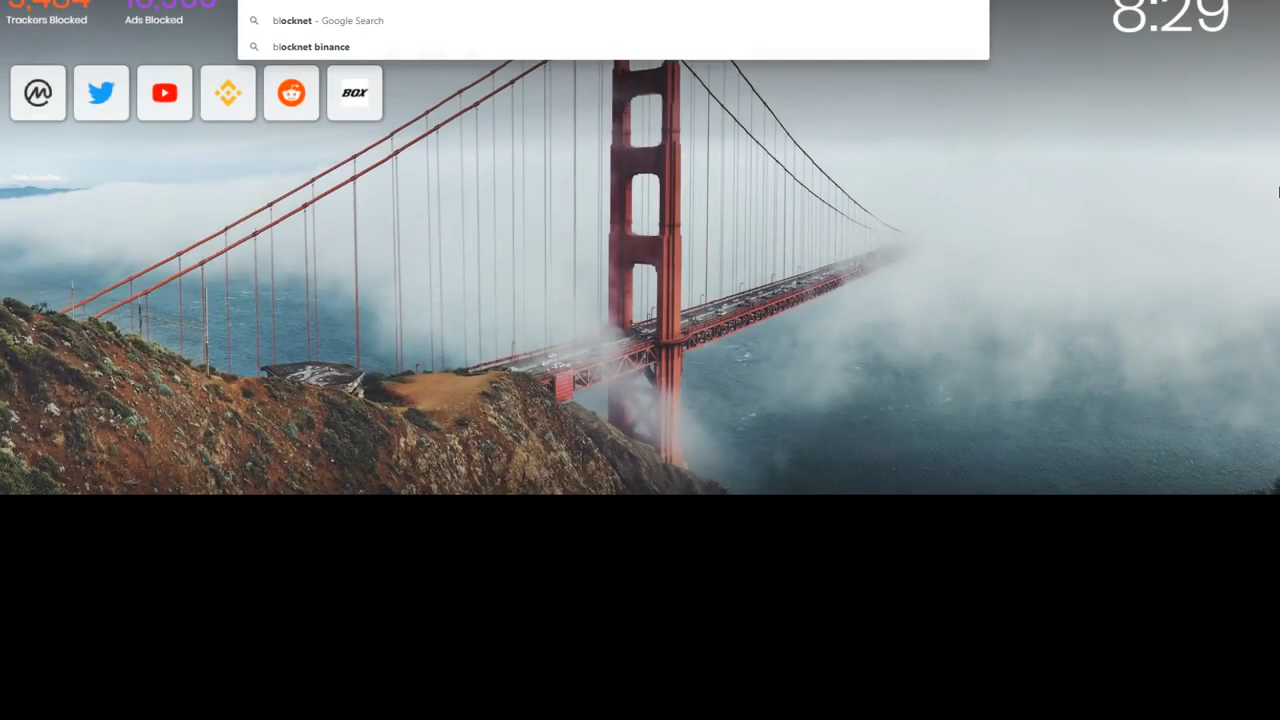 Trackers Blocked
Ads Blocked
blocknet - Google Search
blocknet binance
8:29
BOX